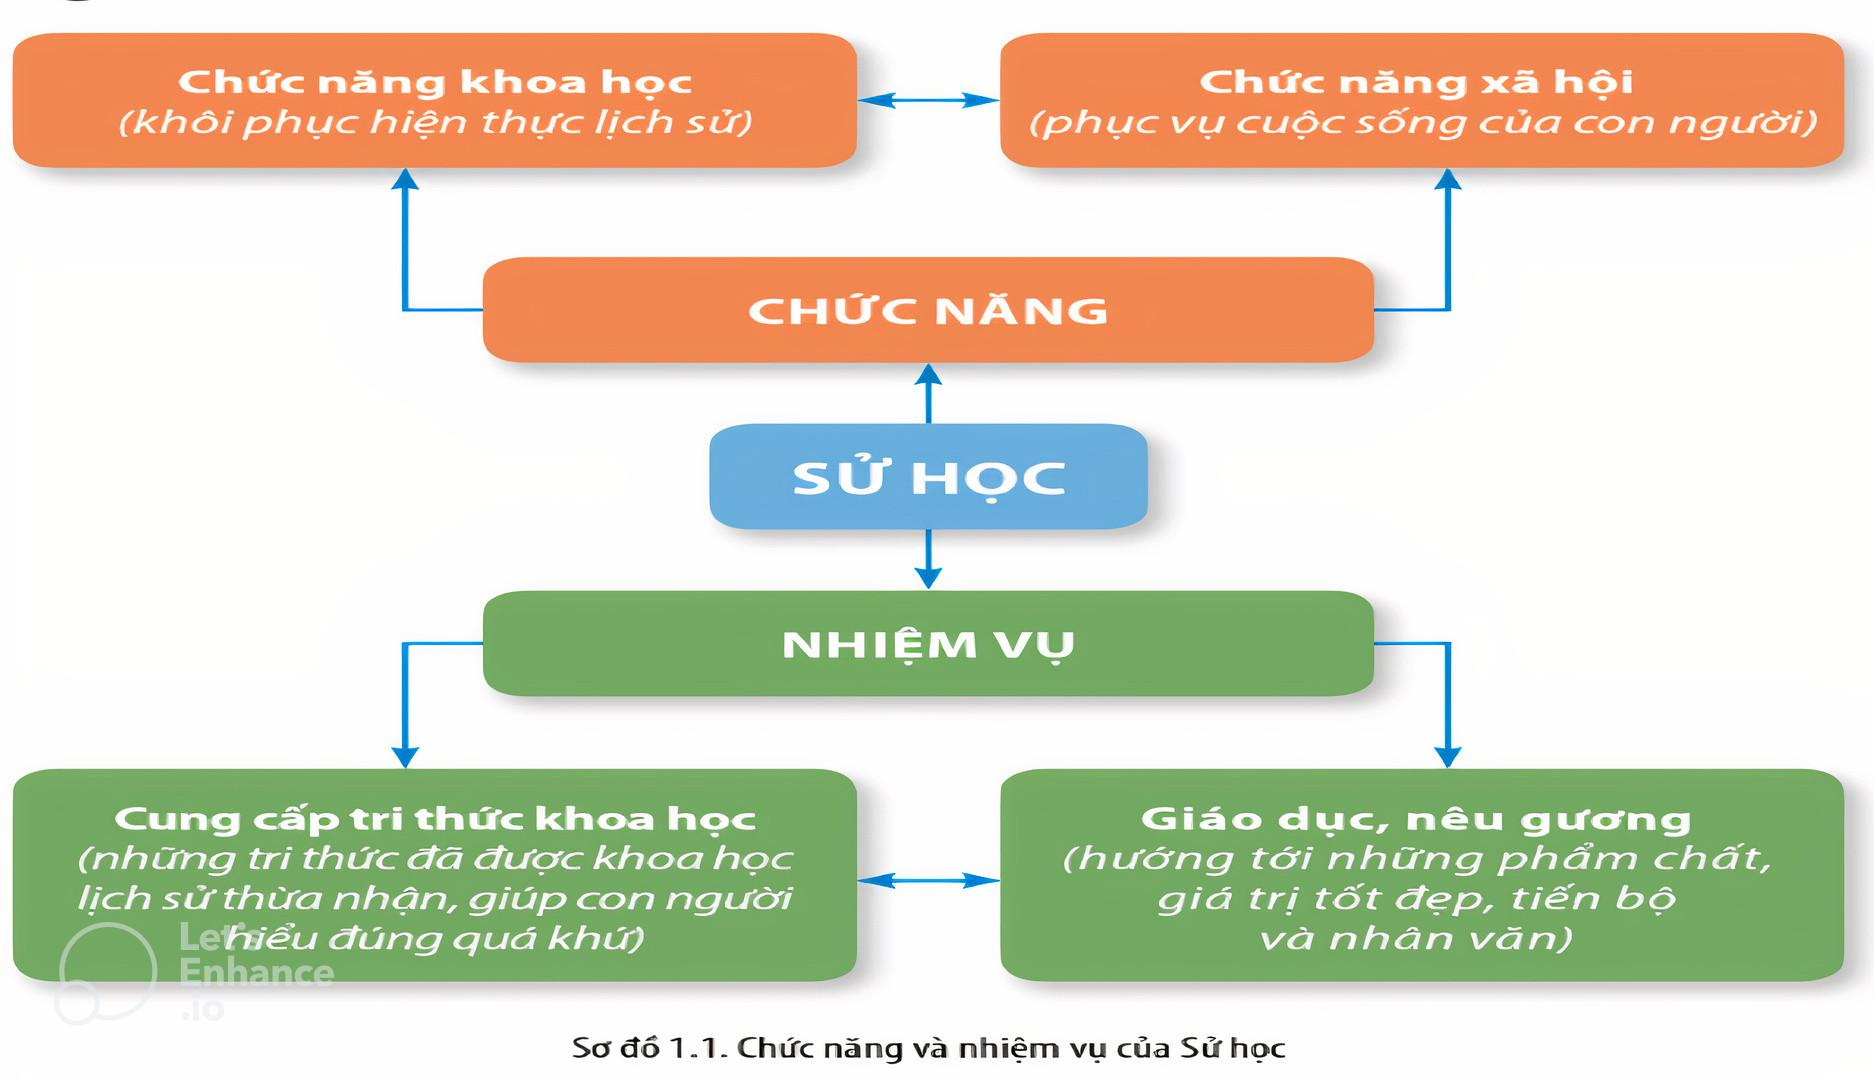 Chức năng khoa học
(khôi phục hiện thực lịch sử)
Chức năng xã hội
(phục vụ cuộc sống của con người)
CHỨC NĂNG
SỬ HỌC
NHIỆM VỤ
Cung cấp tri thức khoa học
(những tri thức đã được khoa học
lịch sử thừa nhận, giúp con người
hiểu đúng quá khứ)
Giáo dục, nêu gương
(hướng tới những phẩm chất,
giá trị tốt đẹp, tiến bộ
và nhân văn)
Let's
Enhance
.io
Sơ đồ 1.1. Chức năng và nhiệm vụ của Sử học